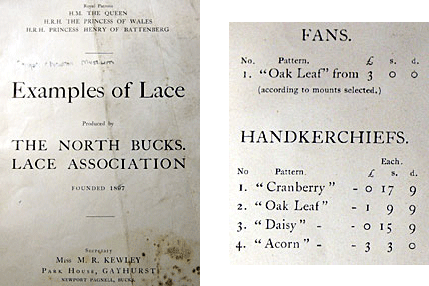 Royal Patrons
H.M. THE QUEEN
H.R.H. THE PRINCESS OF WALES
H.R.H. PRINCESS HENRY OF BATTENBERG
Museum
Examples of Lace
Produced by
THE NORTH BUCKS.
LACE ASSOCIATION
FOUNDED 1897
Secretary
MISS M. R. KEWLEY
PARK HOUSE, GAYHURST
NEWPORT PAGNELL, BUCKS.
FANS.
No. Pattern. £ s. d.
1. "Oak Leaf" from 3 0 0
(according to mounts selected.)
HANDKERCHIEFS.
Each.
No Pattern. £ s. d.
1. "Cranberry" - 0 17 9
2. "Oak Leaf" - 1 9 9
3. "Daisy" - - 0 15 9
4. "Acorn" - - 3 3 0